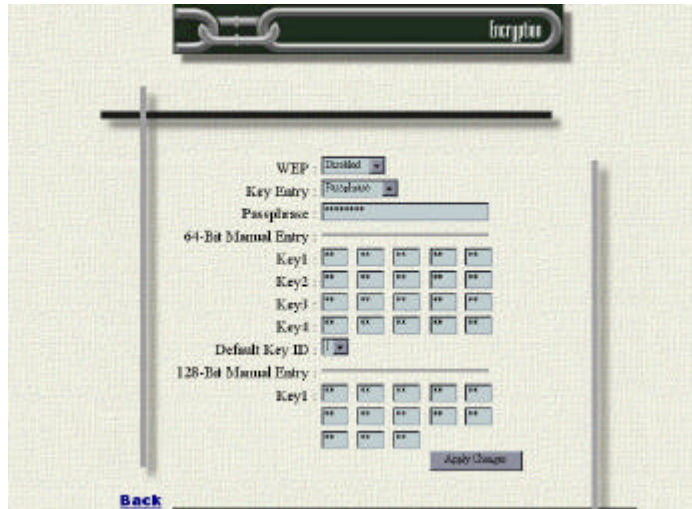 Encryption
WEP : Disabled
Key Entry : Passphrase
Passphrase : ********
64-Bit Manual Entry :
Key1 : ** ** ** ** **
Key2 : ** ** ** ** **
Key3 : ** ** ** ** **
Key4 : ** ** ** ** **
Default Key ID : 1
128-Bit Manual Entry :
Key1 : ** ** ** ** **
** ** ** ** **
** ** **
Apply Changes
Back